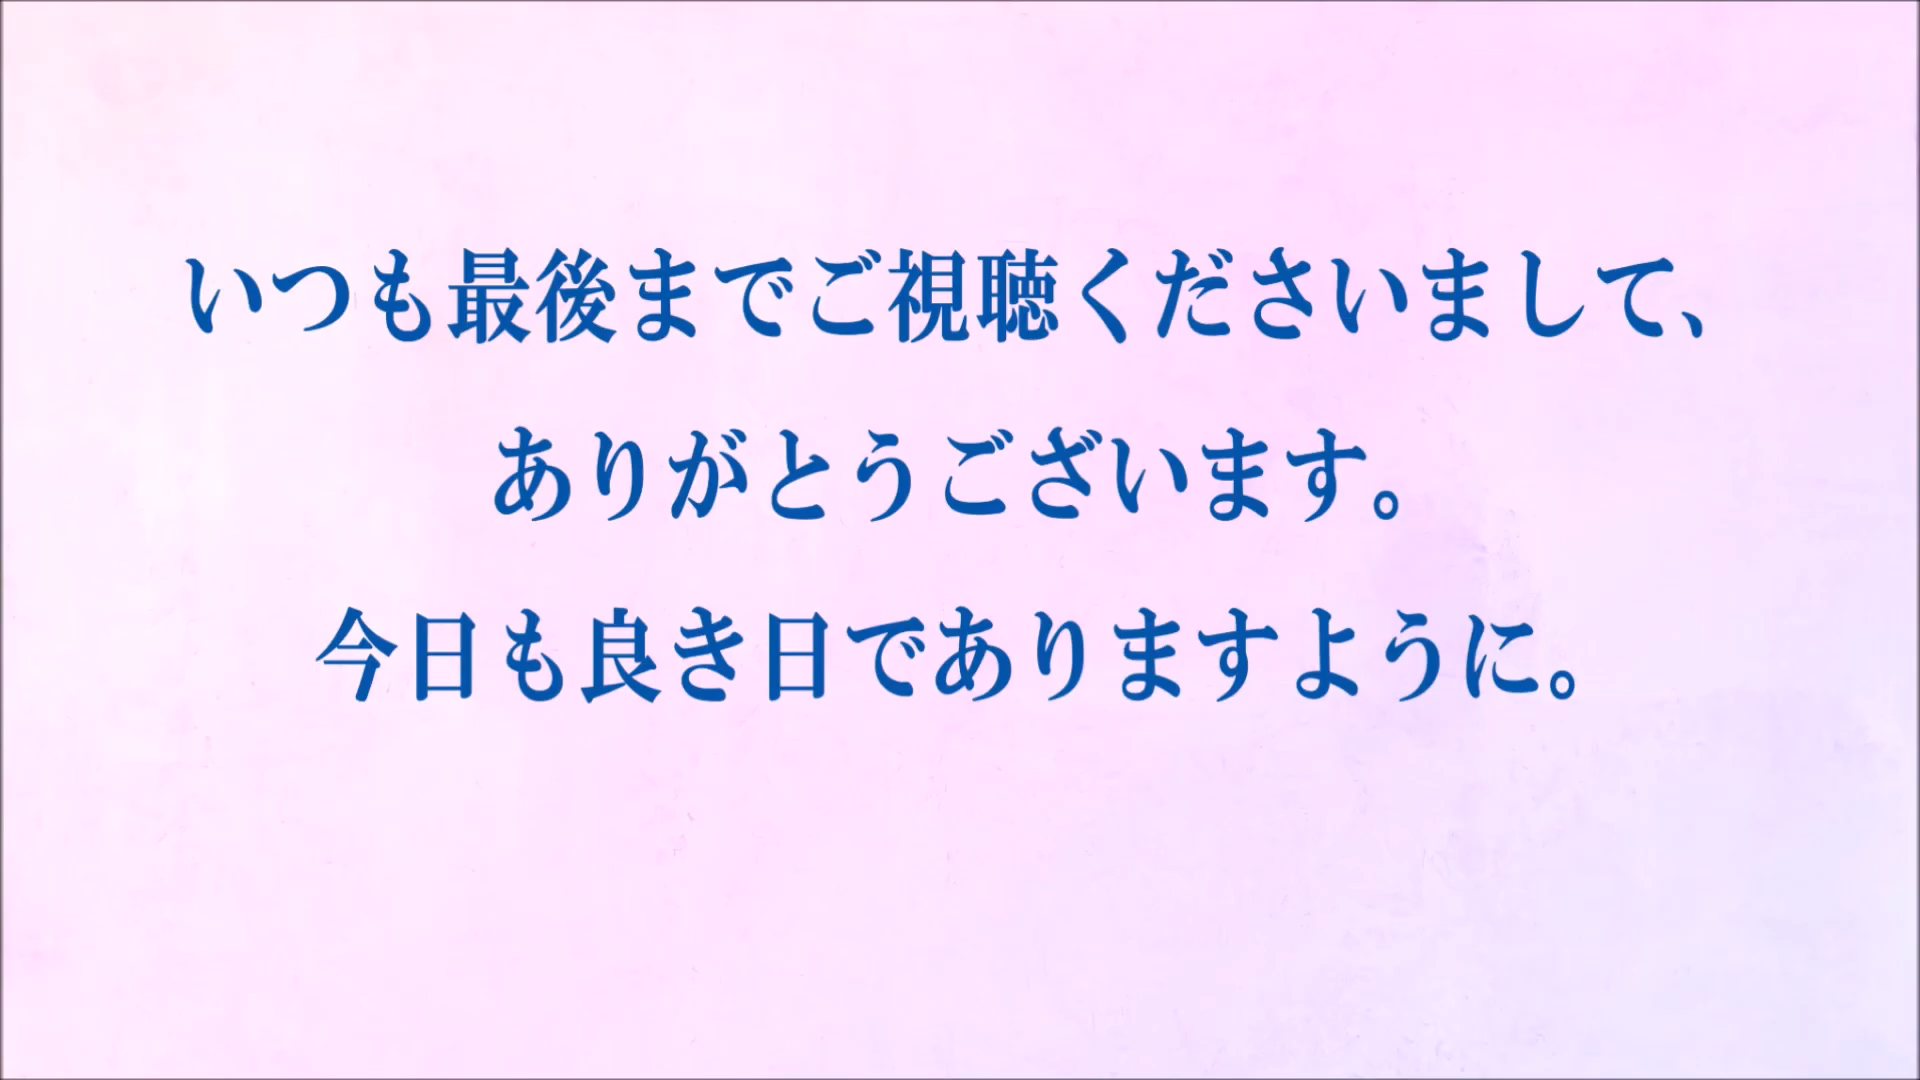 いつも最後までご視聴くださいまして、
ありがとうございます。
今日も良き日でありますように。